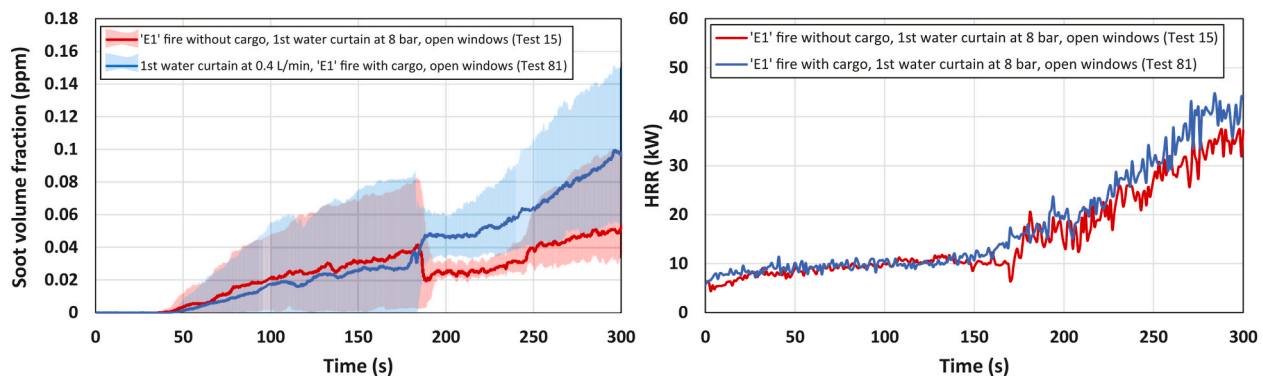 Soot volume fraction (ppm)
0.18
0.16
0.14
0.12
0.1
0.08
0.06
0.04
0.02
0
'E1' fire without cargo, 1st water curtain at 8 bar, open windows (Test 15)
1st water curtain at 0.4 L/min, 'E1' fire with cargo, open windows (Test 81)
0 50 100 150 200 250 300
Time (s)
HRR (kW)
60
50
40
30
20
10
0
'E1' fire without cargo, 1st water curtain at 8 bar, open windows (Test 15)
'E1' fire with cargo, 1st water curtain at 8 bar, open windows (Test 81)
0 50 100 150 200 250 300
Time (s)